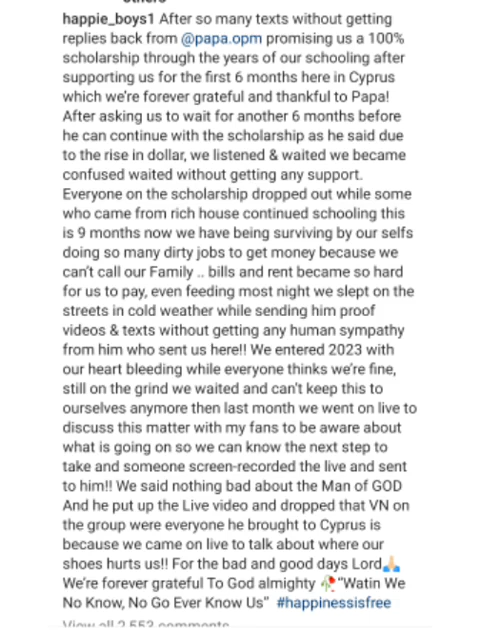 others
happie_boys1 After so many texts without getting
replies back from @papa.opm promising us a 100%
scholarship through the years of our schooling after
supporting us for the first 6 months here in Cyprus
which we're forever grateful and thankful to Papa!
After asking us to wait for another 6 months before
he can continue with the scholarship as he said due
to the rise in dollar, we listened & waited we became
confused waited without getting any support.
Everyone on the scholarship dropped out while some
who came from rich house continued schooling this
is 9 months now we have being surviving by our selfs
doing so many dirty jobs to get money because we
can't call our Family .. bills and rent became so hard
for us to pay, even feeding most night we slept on the
streets in cold weather while sending him proof
videos & texts without getting any human sympathy
from him who sent us here!! We entered 2023 with
our heart bleeding while everyone thinks we're fine,
still on the grind we waited and can't keep this to
ourselves anymore then last month we went on live to
discuss this matter with my fans to be aware about
what is going on so we can know the next step to
take and someone screen-recorded the live and sent
to him!! We said nothing bad about the Man of GOD
And he put up the Live video and dropped that VN on
the group were everyone he brought to Cyprus is
because we came on live to talk about where our
shoes hurts us!! For the bad and good days Lord🙏🏼
We're forever grateful To God almighty 🥀"Watin We
No Know, No Go Ever Know Us" #happinessisfree
View all 2,553 comments